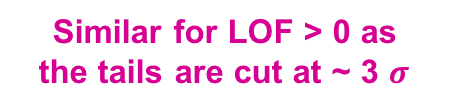 Similar for LOF > 0 as
the tails are cut at ~ 3 σ